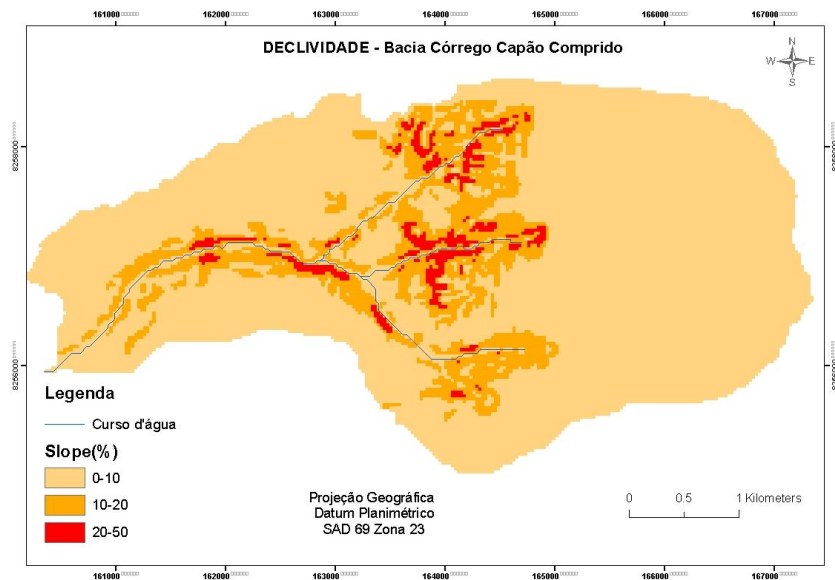 161000 162000 163000 164000 165000 166000 167000
DECLIVIDADE - Bacia Córrego Capão Comprido
N
W E
S
Legenda
Curso d'água
Slope(%)
0-10
10-20
20-50
Projeção Geográfica
Datum Planimétrico
SAD 69 Zona 23
0 0.5 1 Kilometers
161000 162000 163000 164000 165000 166000 167000